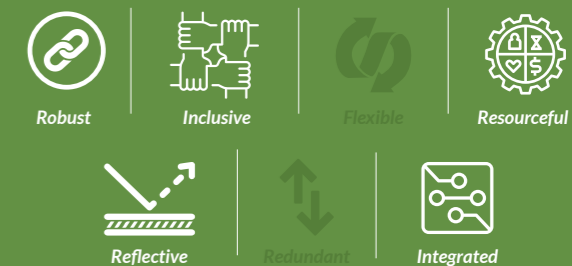 Robust
Inclusive
Flexible
Resourceful
Reflective
Redundant
Integrated